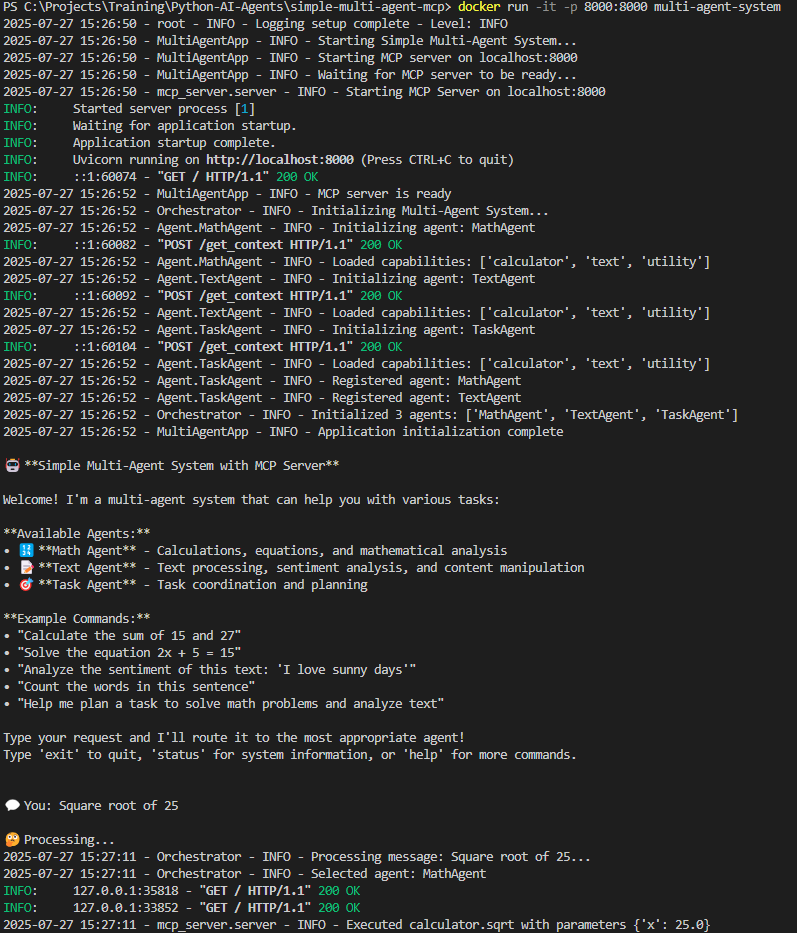 PS C:\Projects\Training\Python-AI-Agents\simple-multi-agent-mcp> docker run -it -p 8000:8000 multi-agent-system
2025-07-27 15:26:50 - root - INFO - Logging setup complete - Level: INFO
2025-07-27 15:26:50 - MultiAgentApp - INFO - Starting Simple Multi-Agent System...
2025-07-27 15:26:50 - MultiAgentApp - INFO - Starting MCP server on localhost:8000
2025-07-27 15:26:50 - MultiAgentApp - INFO - Waiting for MCP server to be ready...
2025-07-27 15:26:50 - mcp_server.server - INFO - Starting MCP Server on localhost:8000
INFO:     Started server process [1]
INFO:     Waiting for application startup.
INFO:     Application startup complete.
INFO:     Uvicorn running on http://localhost:8000 (Press CTRL+C to quit)
INFO:     ::1:60074 - "GET / HTTP/1.1" 200 OK
2025-07-27 15:26:52 - MultiAgentApp - INFO - MCP server is ready
2025-07-27 15:26:52 - Orchestrator - INFO - Initializing Multi-Agent System...
2025-07-27 15:26:52 - Agent.MathAgent - INFO - Initializing agent: MathAgent
INFO:     ::1:60082 - "POST /get_context HTTP/1.1" 200 OK
2025-07-27 15:26:52 - Agent.MathAgent - INFO - Loaded capabilities: ['calculator', 'text', 'utility']
2025-07-27 15:26:52 - Agent.TextAgent - INFO - Initializing agent: TextAgent
INFO:     ::1:60092 - "POST /get_context HTTP/1.1" 200 OK
2025-07-27 15:26:52 - Agent.TextAgent - INFO - Loaded capabilities: ['calculator', 'text', 'utility']
2025-07-27 15:26:52 - Agent.TaskAgent - INFO - Initializing agent: TaskAgent
INFO:     ::1:60104 - "POST /get_context HTTP/1.1" 200 OK
2025-07-27 15:26:52 - Agent.TaskAgent - INFO - Loaded capabilities: ['calculator', 'text', 'utility']
2025-07-27 15:26:52 - Agent.TaskAgent - INFO - Registered agent: MathAgent
2025-07-27 15:26:52 - Agent.TaskAgent - INFO - Registered agent: TextAgent
2025-07-27 15:26:52 - Orchestrator - INFO - Initialized 3 agents: ['MathAgent', 'TextAgent', 'TaskAgent']
2025-07-27 15:26:52 - MultiAgentApp - INFO - Application initialization complete
🤖 **Simple Multi-Agent System with MCP Server**
Welcome! I'm a multi-agent system that can help you with various tasks:
**Available Agents:**
• 🔢 **Math Agent** - Calculations, equations, and mathematical analysis
• 📝 **Text Agent** - Text processing, sentiment analysis, and content manipulation
• 🎯 **Task Agent** - Task coordination and planning
**Example Commands:**
• "Calculate the sum of 15 and 27"
• "Solve the equation 2x + 5 = 15"
• "Analyze the sentiment of this text: 'I love sunny days'"
• "Count the words in this sentence"
• "Help me plan a task to solve math problems and analyze text"
Type your request and I'll route it to the most appropriate agent!
Type 'exit' to quit, 'status' for system information, or 'help' for more commands.
💬 You: Square root of 25
🤔 Processing...
2025-07-27 15:27:11 - Orchestrator - INFO - Processing message: Square root of 25...
2025-07-27 15:27:11 - Orchestrator - INFO - Selected agent: MathAgent
INFO:     127.0.0.1:35818 - "GET / HTTP/1.1" 200 OK
INFO:     127.0.0.1:33852 - "GET / HTTP/1.1" 200 OK
2025-07-27 15:27:11 - mcp_server.server - INFO - Executed calculator.sqrt with parameters {'x': 25.0}